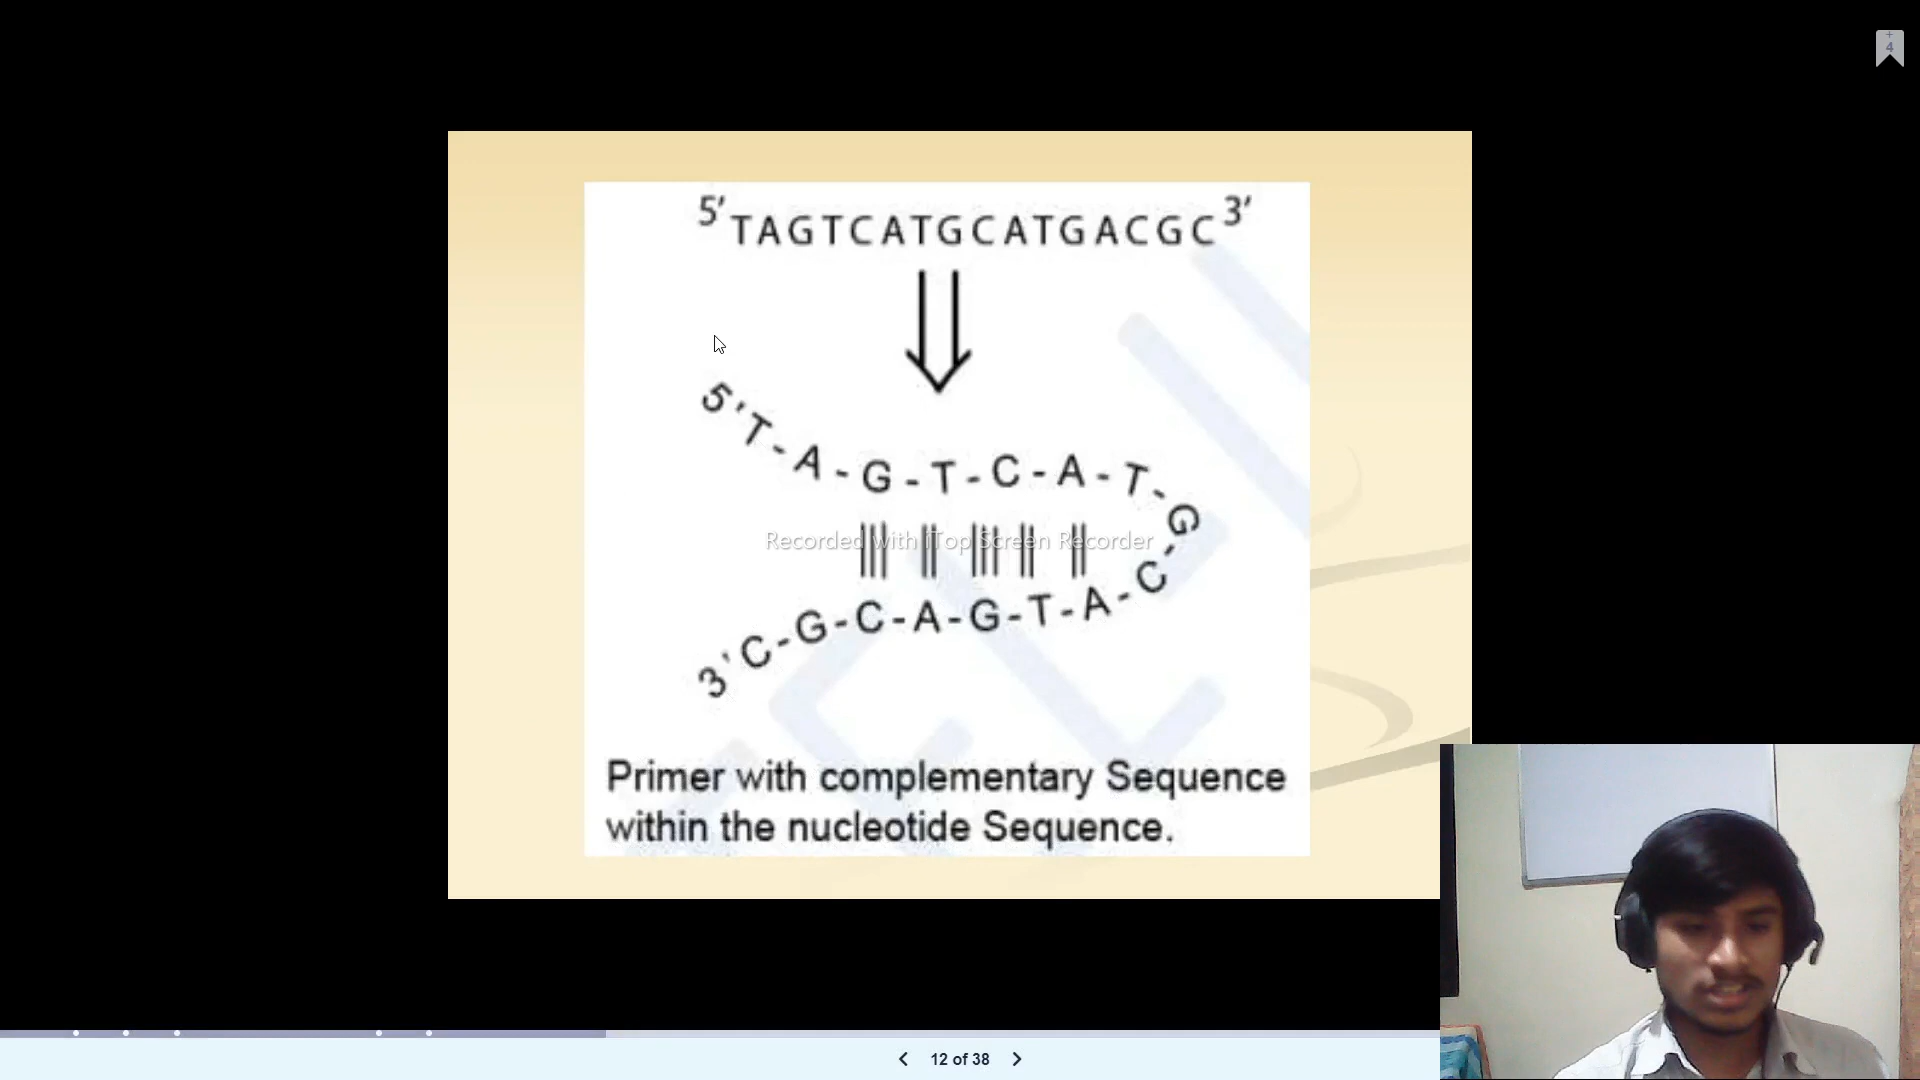 +
4
5' TAGTCATGCATGACGC 3'
5'T-A-G-T-C-A-T-G
Recorded with iTop Screen Recorder
3'C-G-C-A-G-T-A-C-
Primer with complementary Sequence
within the nucleotide Sequence.
12 of 38